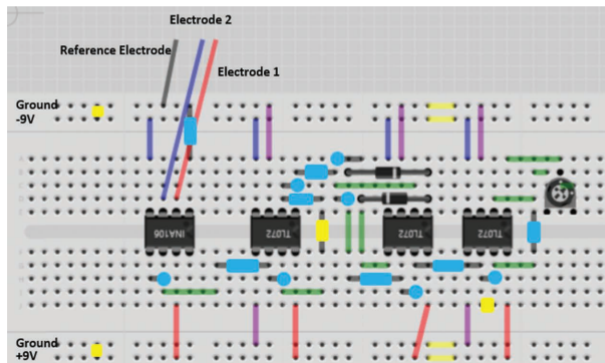 Electrode 2
Reference Electrode
Electrode 1
Ground
-9V
INA106
TL072
TL072
TL072
Ground
+9V